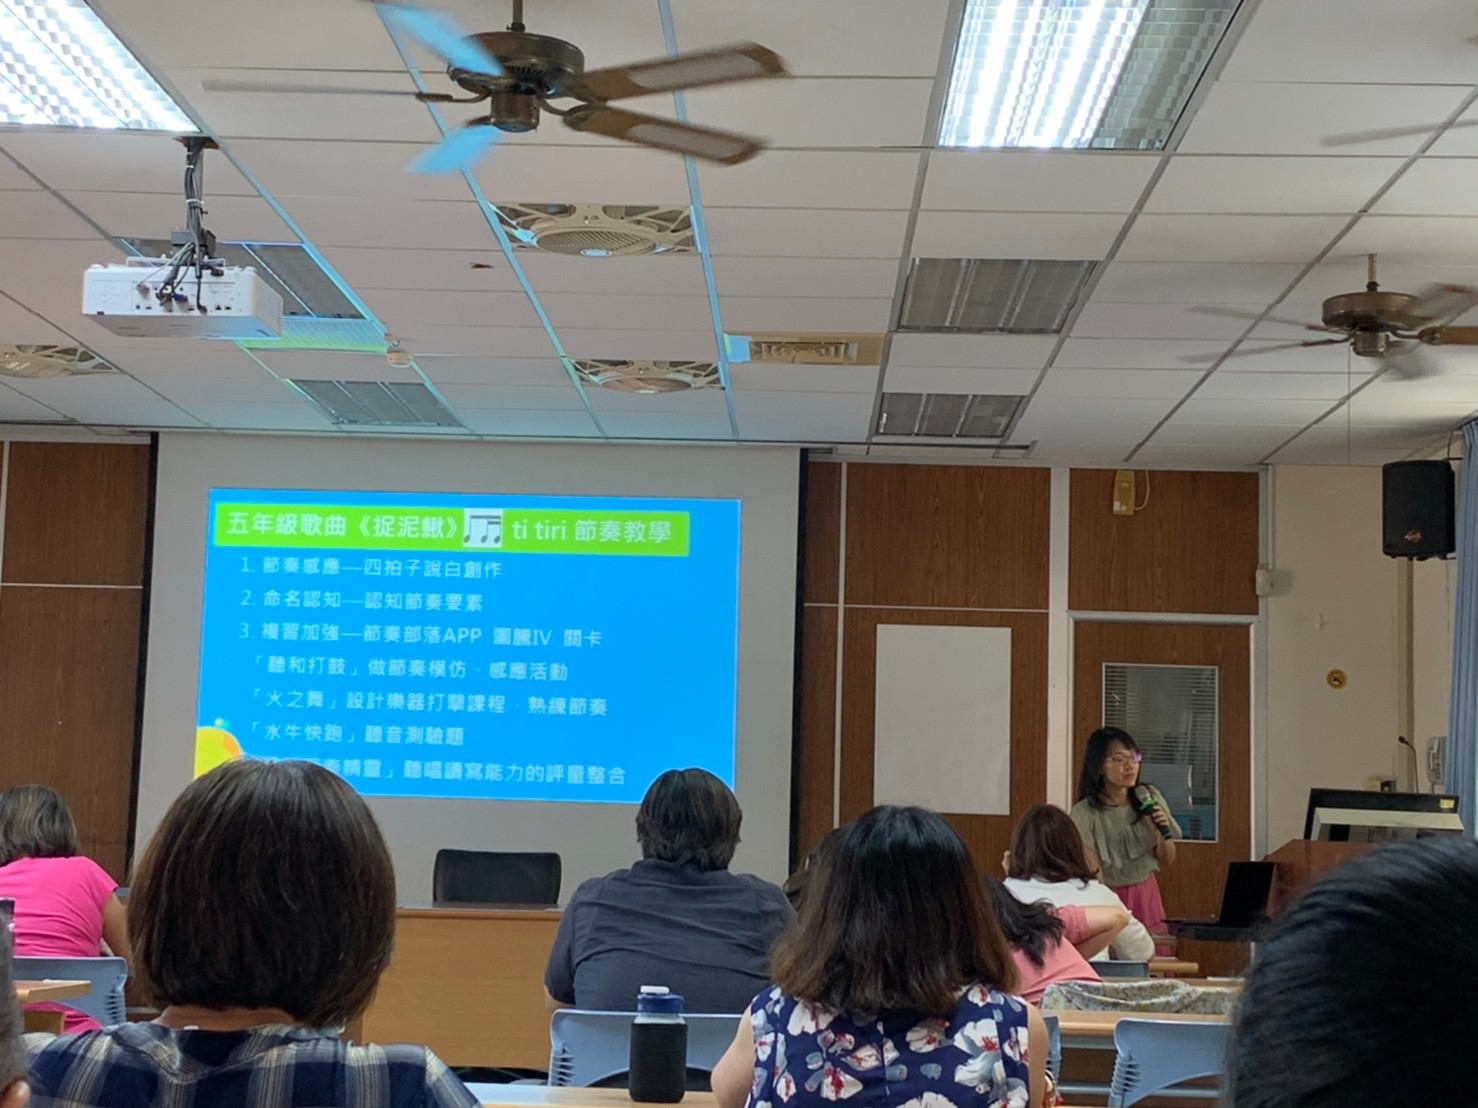 五年級歌曲《捉泥鰍》 ti tiri 節奏教學
1. 節奏感應—四拍子說白創作
2. 命名認知—認知節奏要素
3. 複習加強—節奏部落APP 圖騰IV 關卡
「聽和打鼓」做節奏模仿、感應活動
「火之舞」設計樂器打擊課程，熟練節奏
「水牛快跑」聽音測驗題
奏精靈」聽唱讀寫能力的評量整合